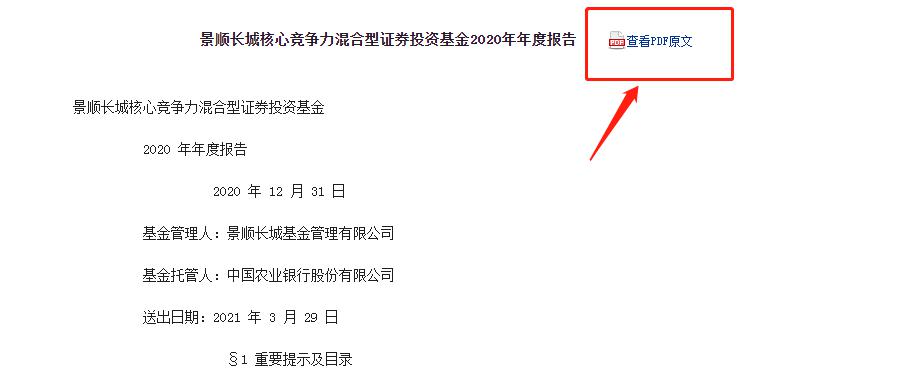 景顺长城核心竞争力混合型证券投资基金2020年年度报告 PDF 查看PDF原文
景顺长城核心竞争力混合型证券投资基金
2020 年年度报告
2020 年 12 月 31 日
基金管理人：景顺长城基金管理有限公司
基金托管人：中国农业银行股份有限公司
送出日期：2021 年 3 月 29 日
§1 重要提示及目录